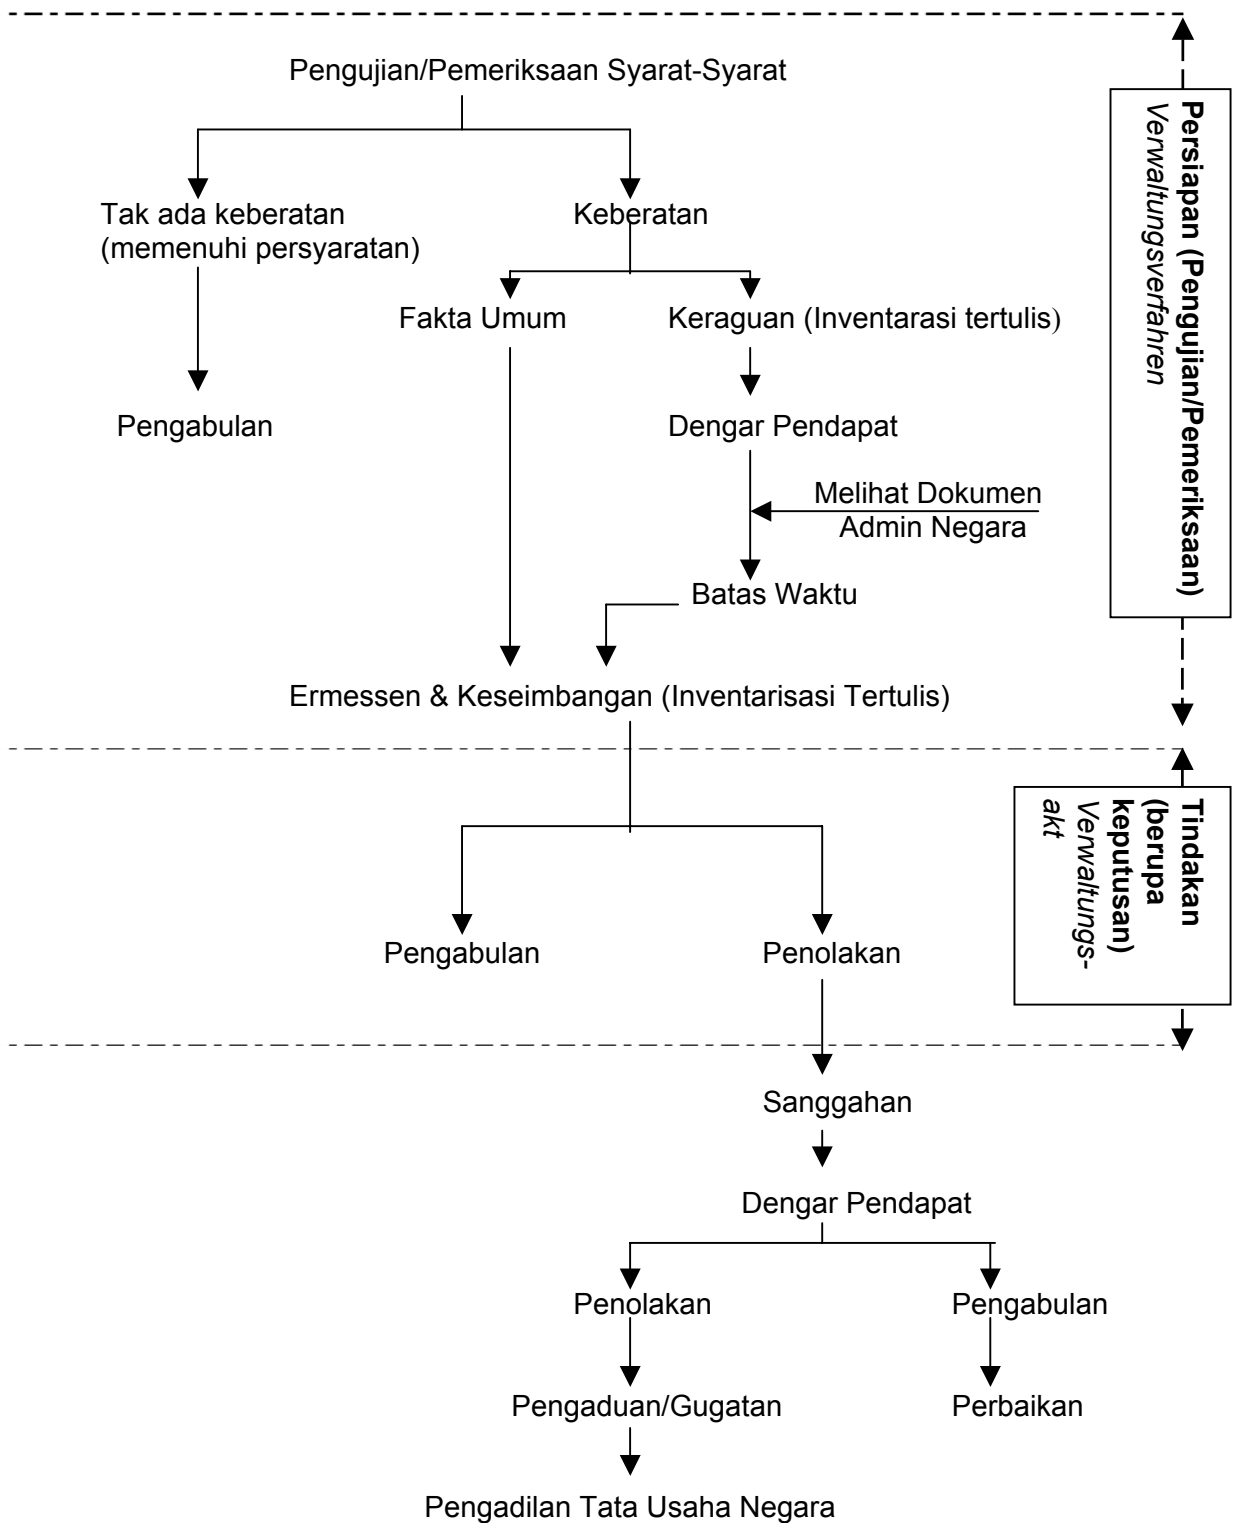 Pengujian/Pemeriksaan Syarat-Syarat
Tak ada keberatan
(memenuhi persyaratan)
Keberatan
Fakta Umum
Keraguan (Inventarasi tertulis)
Pengabulan
Dengar Pendapat
Melihat Dokumen
Admin Negara
Batas Waktu
Ermessen & Keseimbangan (Inventarisasi Tertulis)
Persiapan (Pengujian/Pemeriksaan)
Verwaltungsverfahren
Pengabulan
Penolakan
Tindakan
(berupa
keputusan)
Verwaltungs-
akt
Sanggahan
Dengar Pendapat
Penolakan
Pengabulan
Pengaduan/Gugatan
Perbaikan
Pengadilan Tata Usaha Negara